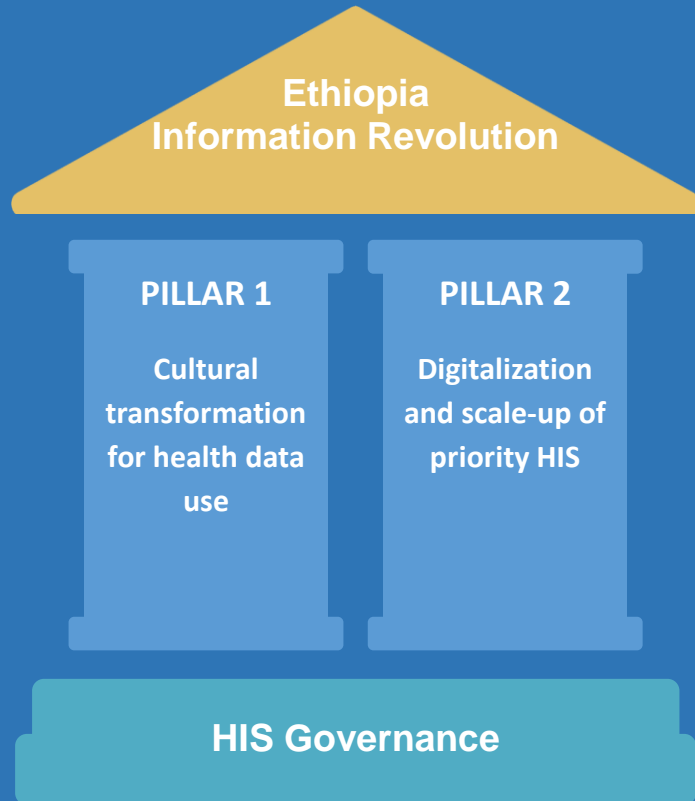 Ethiopia
Information Revolution
PILLAR 1
Cultural
transformation
for health data
use
PILLAR 2
Digitalization
and scale-up of
priority HIS
HIS Governance